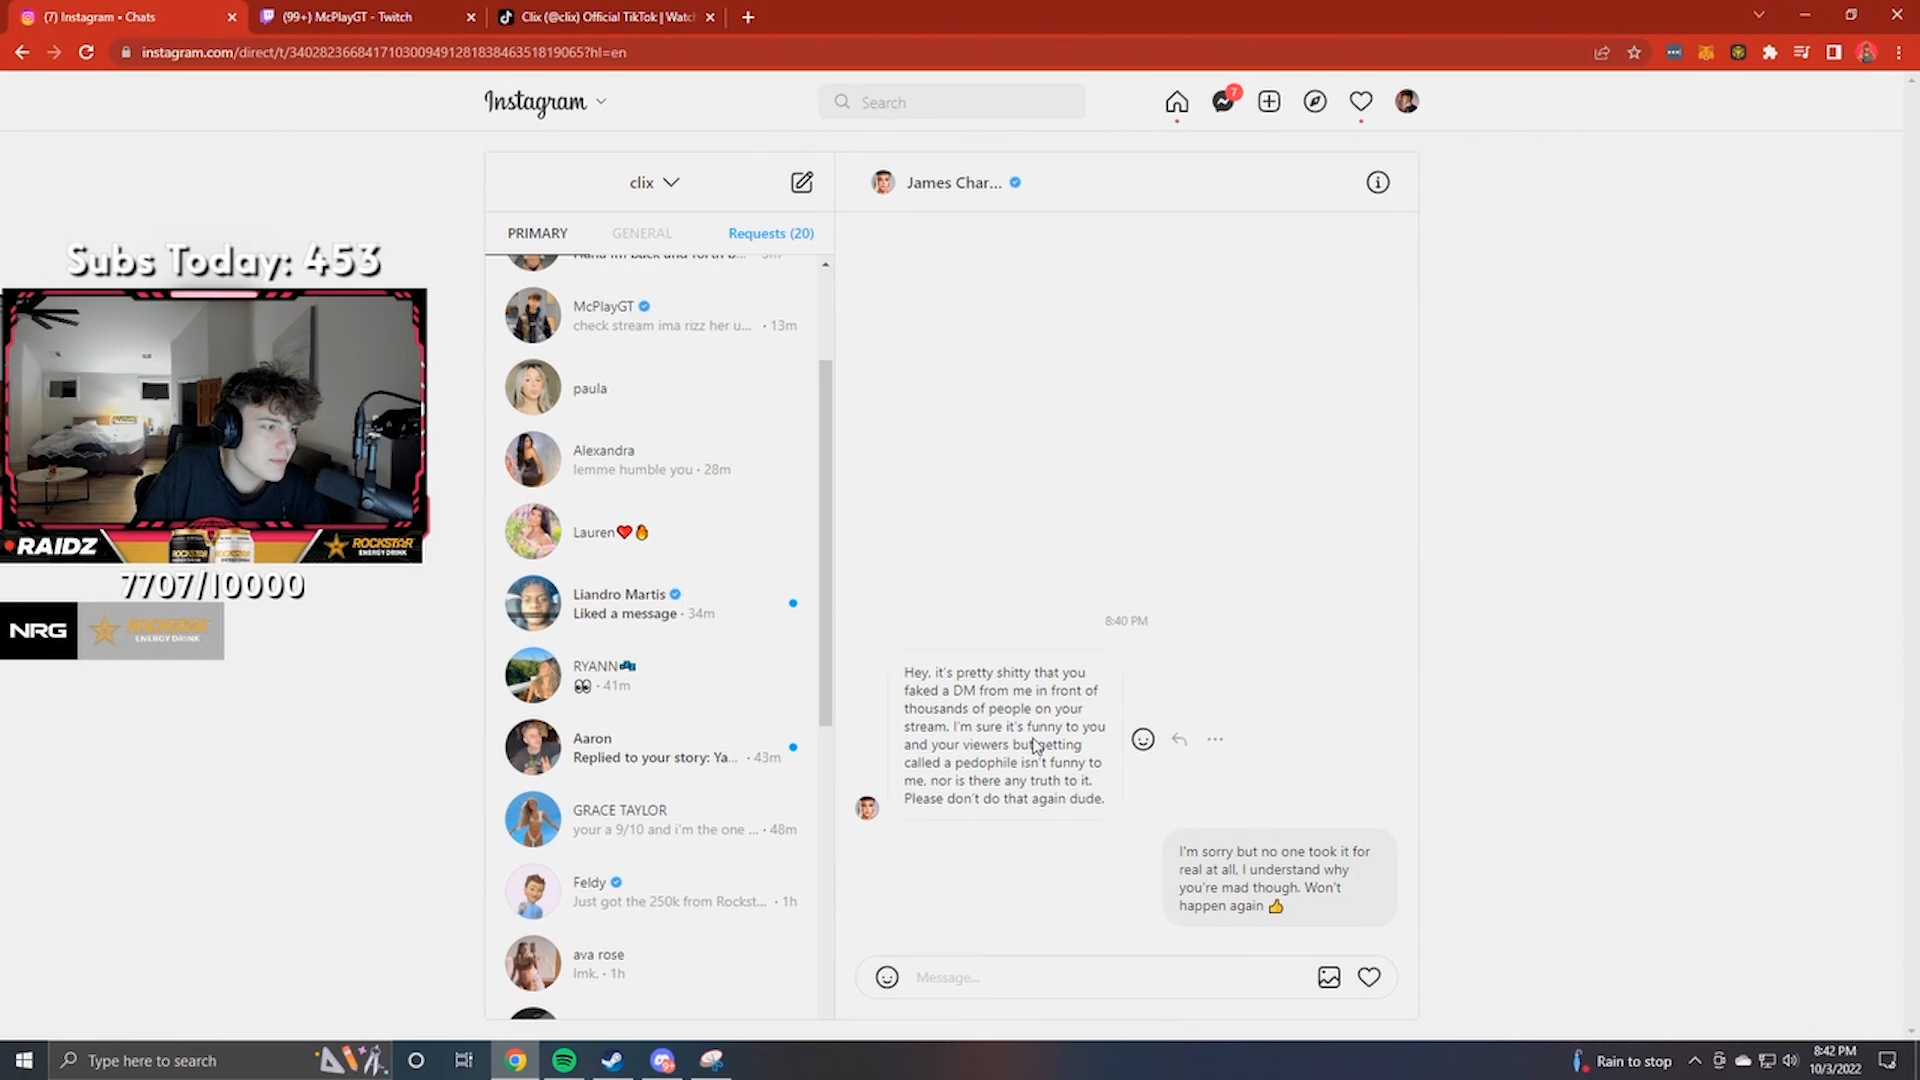 (7) Instagram • Chats
(99+) McPlayGT - Twitch
Clix (@clix) Official TikTok | Watc
instagram.com/direct/t/340282366841710300949128183846351819065?hl=en
Instagram
Search
7
clix
James Char...
PRIMARY
GENERAL
Requests (20)
McPlayGT
check stream ima rizz her u... · 13m
paula
Alexandra
lemme humble you · 28m
Lauren❤️🔥
Liandro Martis
Liked a message · 34m
RYANN
👀 · 41m
Aaron
Replied to your story: Ya... · 43m
GRACE TAYLOR
your a 9/10 and i'm the one ... · 48m
Feldy
Just got the 250k from Rockst... · 1h
ava rose
lmk. · 1h
8:40 PM
Hey, it's pretty shitty that you
faked a DM from me in front of
thousands of people on your
stream. I'm sure it's funny to you
and your viewers but getting
called a pedophile isn't funny to
me, nor is there any truth to it.
Please don't do that again dude.
I'm sorry but no one took it for
real at all, I understand why
you're mad though. Won't
happen again 👍
Message...
Subs Today: 453
RAIDZ
ROCKSTAR
ROCKSTAR
ROCKSTAR
ENERGY DRINK
7707/10000
NRG
ROCKSTAR
ENERGY DRINK
Type here to search
Rain to stop
8:42 PM
10/3/2022